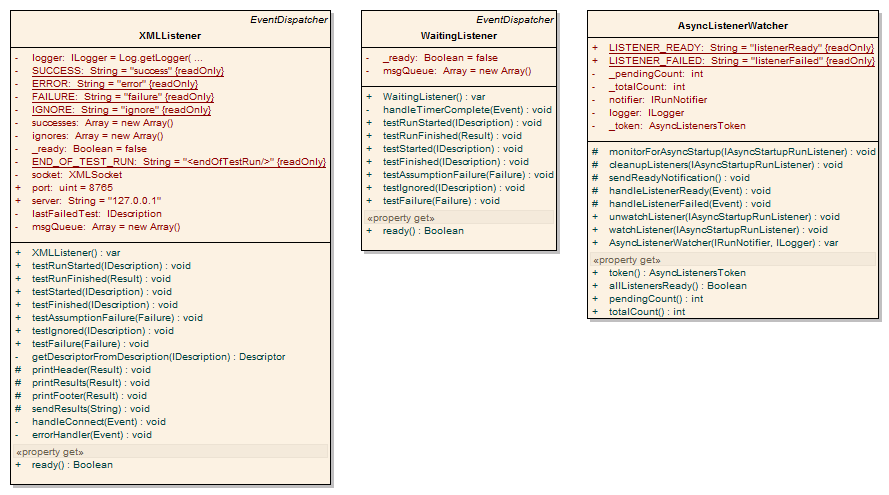 EventDispatcher
XMLListener
- logger: ILogger = Log.getLogger( ...
- SUCCESS: String = "success" {readOnly}
- ERROR: String = "error" {readOnly}
- FAILURE: String = "failure" {readOnly}
- IGNORE: String = "ignore" {readOnly}
- successes: Array = new Array()
- ignores: Array = new Array()
- _ready: Boolean = false
- END_OF_TEST_RUN: String = "<endOfTestRun/>" {readOnly}
- socket: XMLSocket
+ port: uint = 8765
+ server: String = "127.0.0.1"
- lastFailedTest: IDescription
- msgQueue: Array = new Array()
+ XMLListener() : var
+ testRunStarted(IDescription) : void
+ testRunFinished(Result) : void
+ testStarted(IDescription) : void
+ testFinished(IDescription) : void
+ testAssumptionFailure(Failure) : void
+ testIgnored(IDescription) : void
+ testFailure(Failure) : void
- getDescriptorFromDescription(IDescription) : Descriptor
# printHeader(Result) : void
# printResults(Result) : void
# printFooter(Result) : void
# sendResults(String) : void
- handleConnect(Event) : void
- errorHandler(Event) : void
«property get»
+ ready() : Boolean
EventDispatcher
WaitingListener
- _ready: Boolean = false
- msgQueue: Array = new Array()
+ WaitingListener() : var
- handleTimerComplete(Event) : void
+ testRunStarted(IDescription) : void
+ testRunFinished(Result) : void
+ testStarted(IDescription) : void
+ testFinished(IDescription) : void
+ testAssumptionFailure(Failure) : void
+ testIgnored(IDescription) : void
+ testFailure(Failure) : void
«property get»
+ ready() : Boolean
AsyncListenerWatcher
+ LISTENER_READY: String = "listenerReady" {readOnly}
+ LISTENER_FAILED: String = "listenerFailed" {readOnly}
- _pendingCount: int
- _totalCount: int
- notifier: IRunNotifier
- logger: ILogger
- _token: AsyncListenersToken
# monitorForAsyncStartup(IAsyncStartupRunListener) : void
# cleanupListeners(IAsyncStartupRunListener) : void
# sendReadyNotification() : void
# handleListenerReady(Event) : void
# handleListenerFailed(Event) : void
+ unwatchListener(IAsyncStartupRunListener) : void
+ watchListener(IAsyncStartupRunListener) : void
+ AsyncListenerWatcher(IRunNotifier, ILogger) : var
«property get»
+ token() : AsyncListenersToken
+ allListenersReady() : Boolean
+ pendingCount() : int
+ totalCount() : int